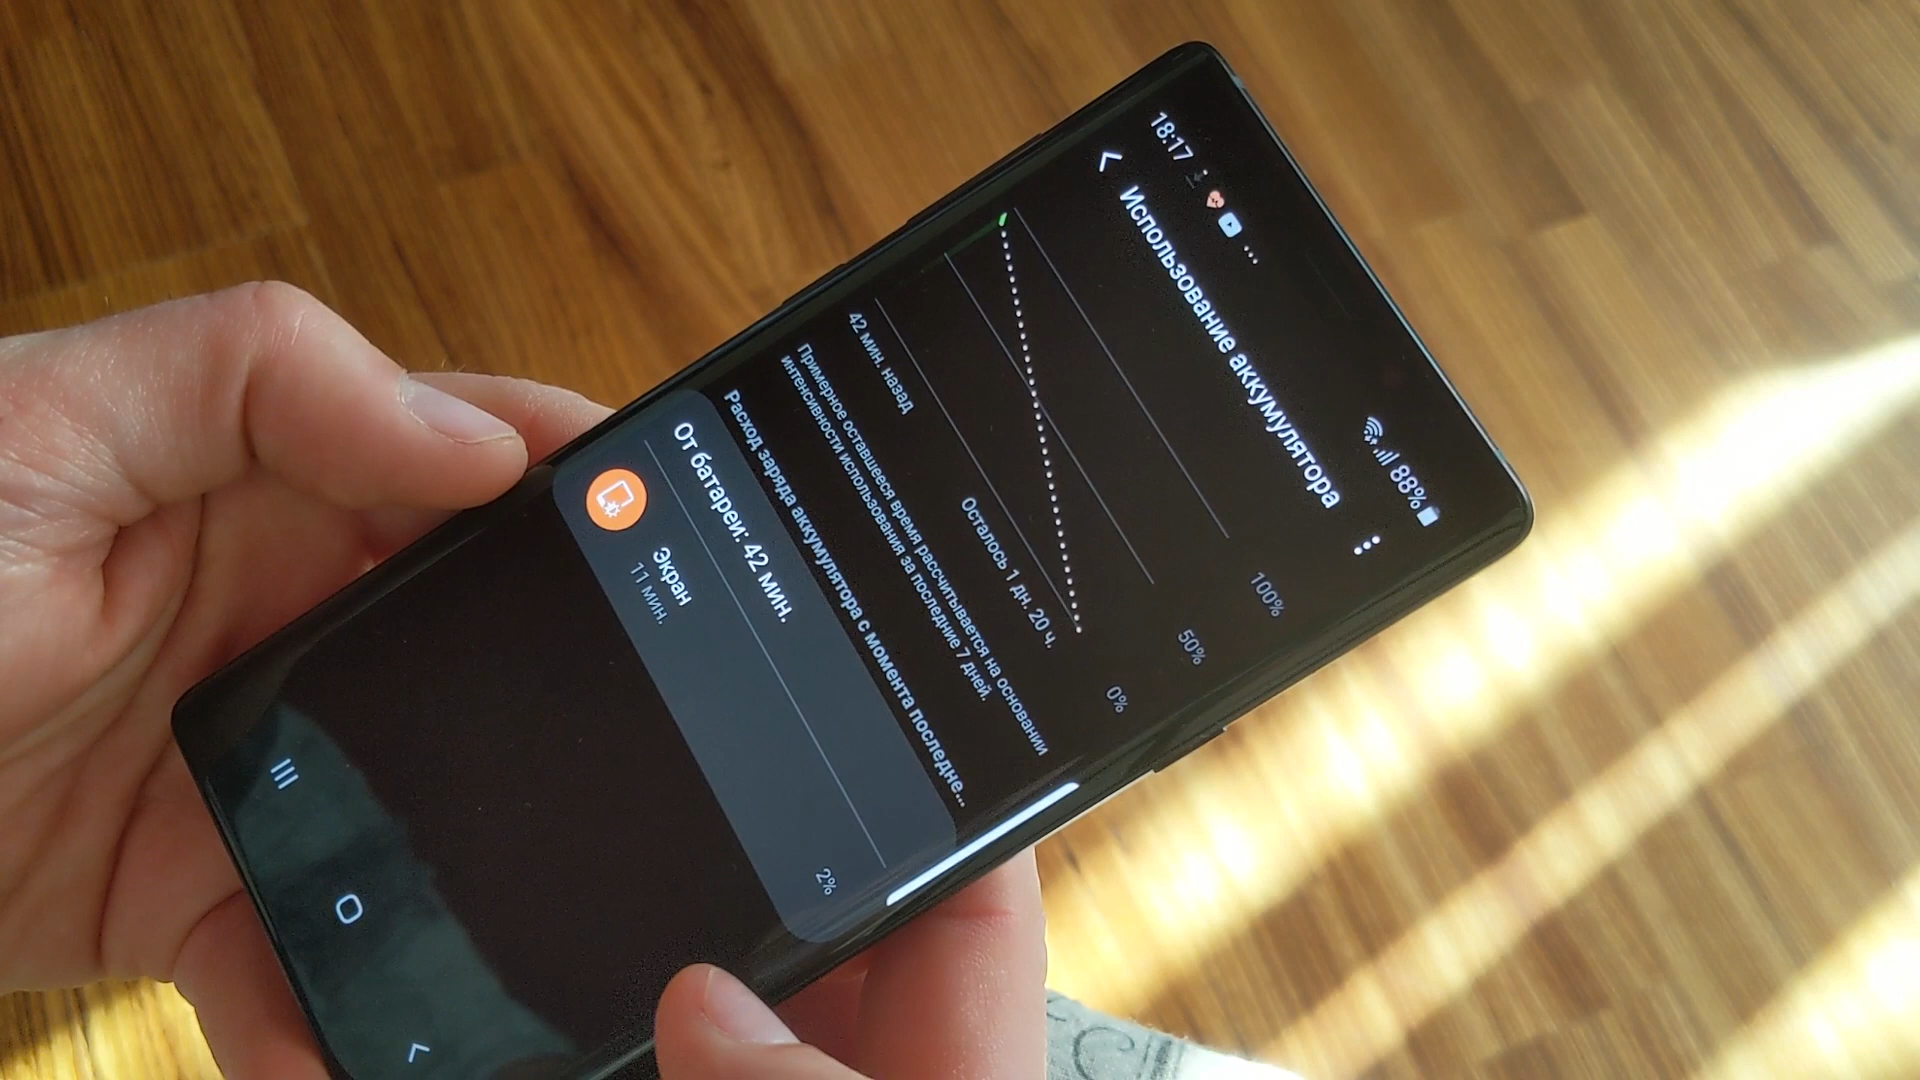 18:17
88%
Использование аккумулятора
100%
50%
0%
42 мин. назад
Осталось 1 дн. 20 ч.
Примерное оставшееся время рассчитывается на основании
интенсивности использования за последние 7 дней.
Расход заряда аккумулятора с момента последне...
От батареи: 42 мин.
Экран
11 мин.
2%